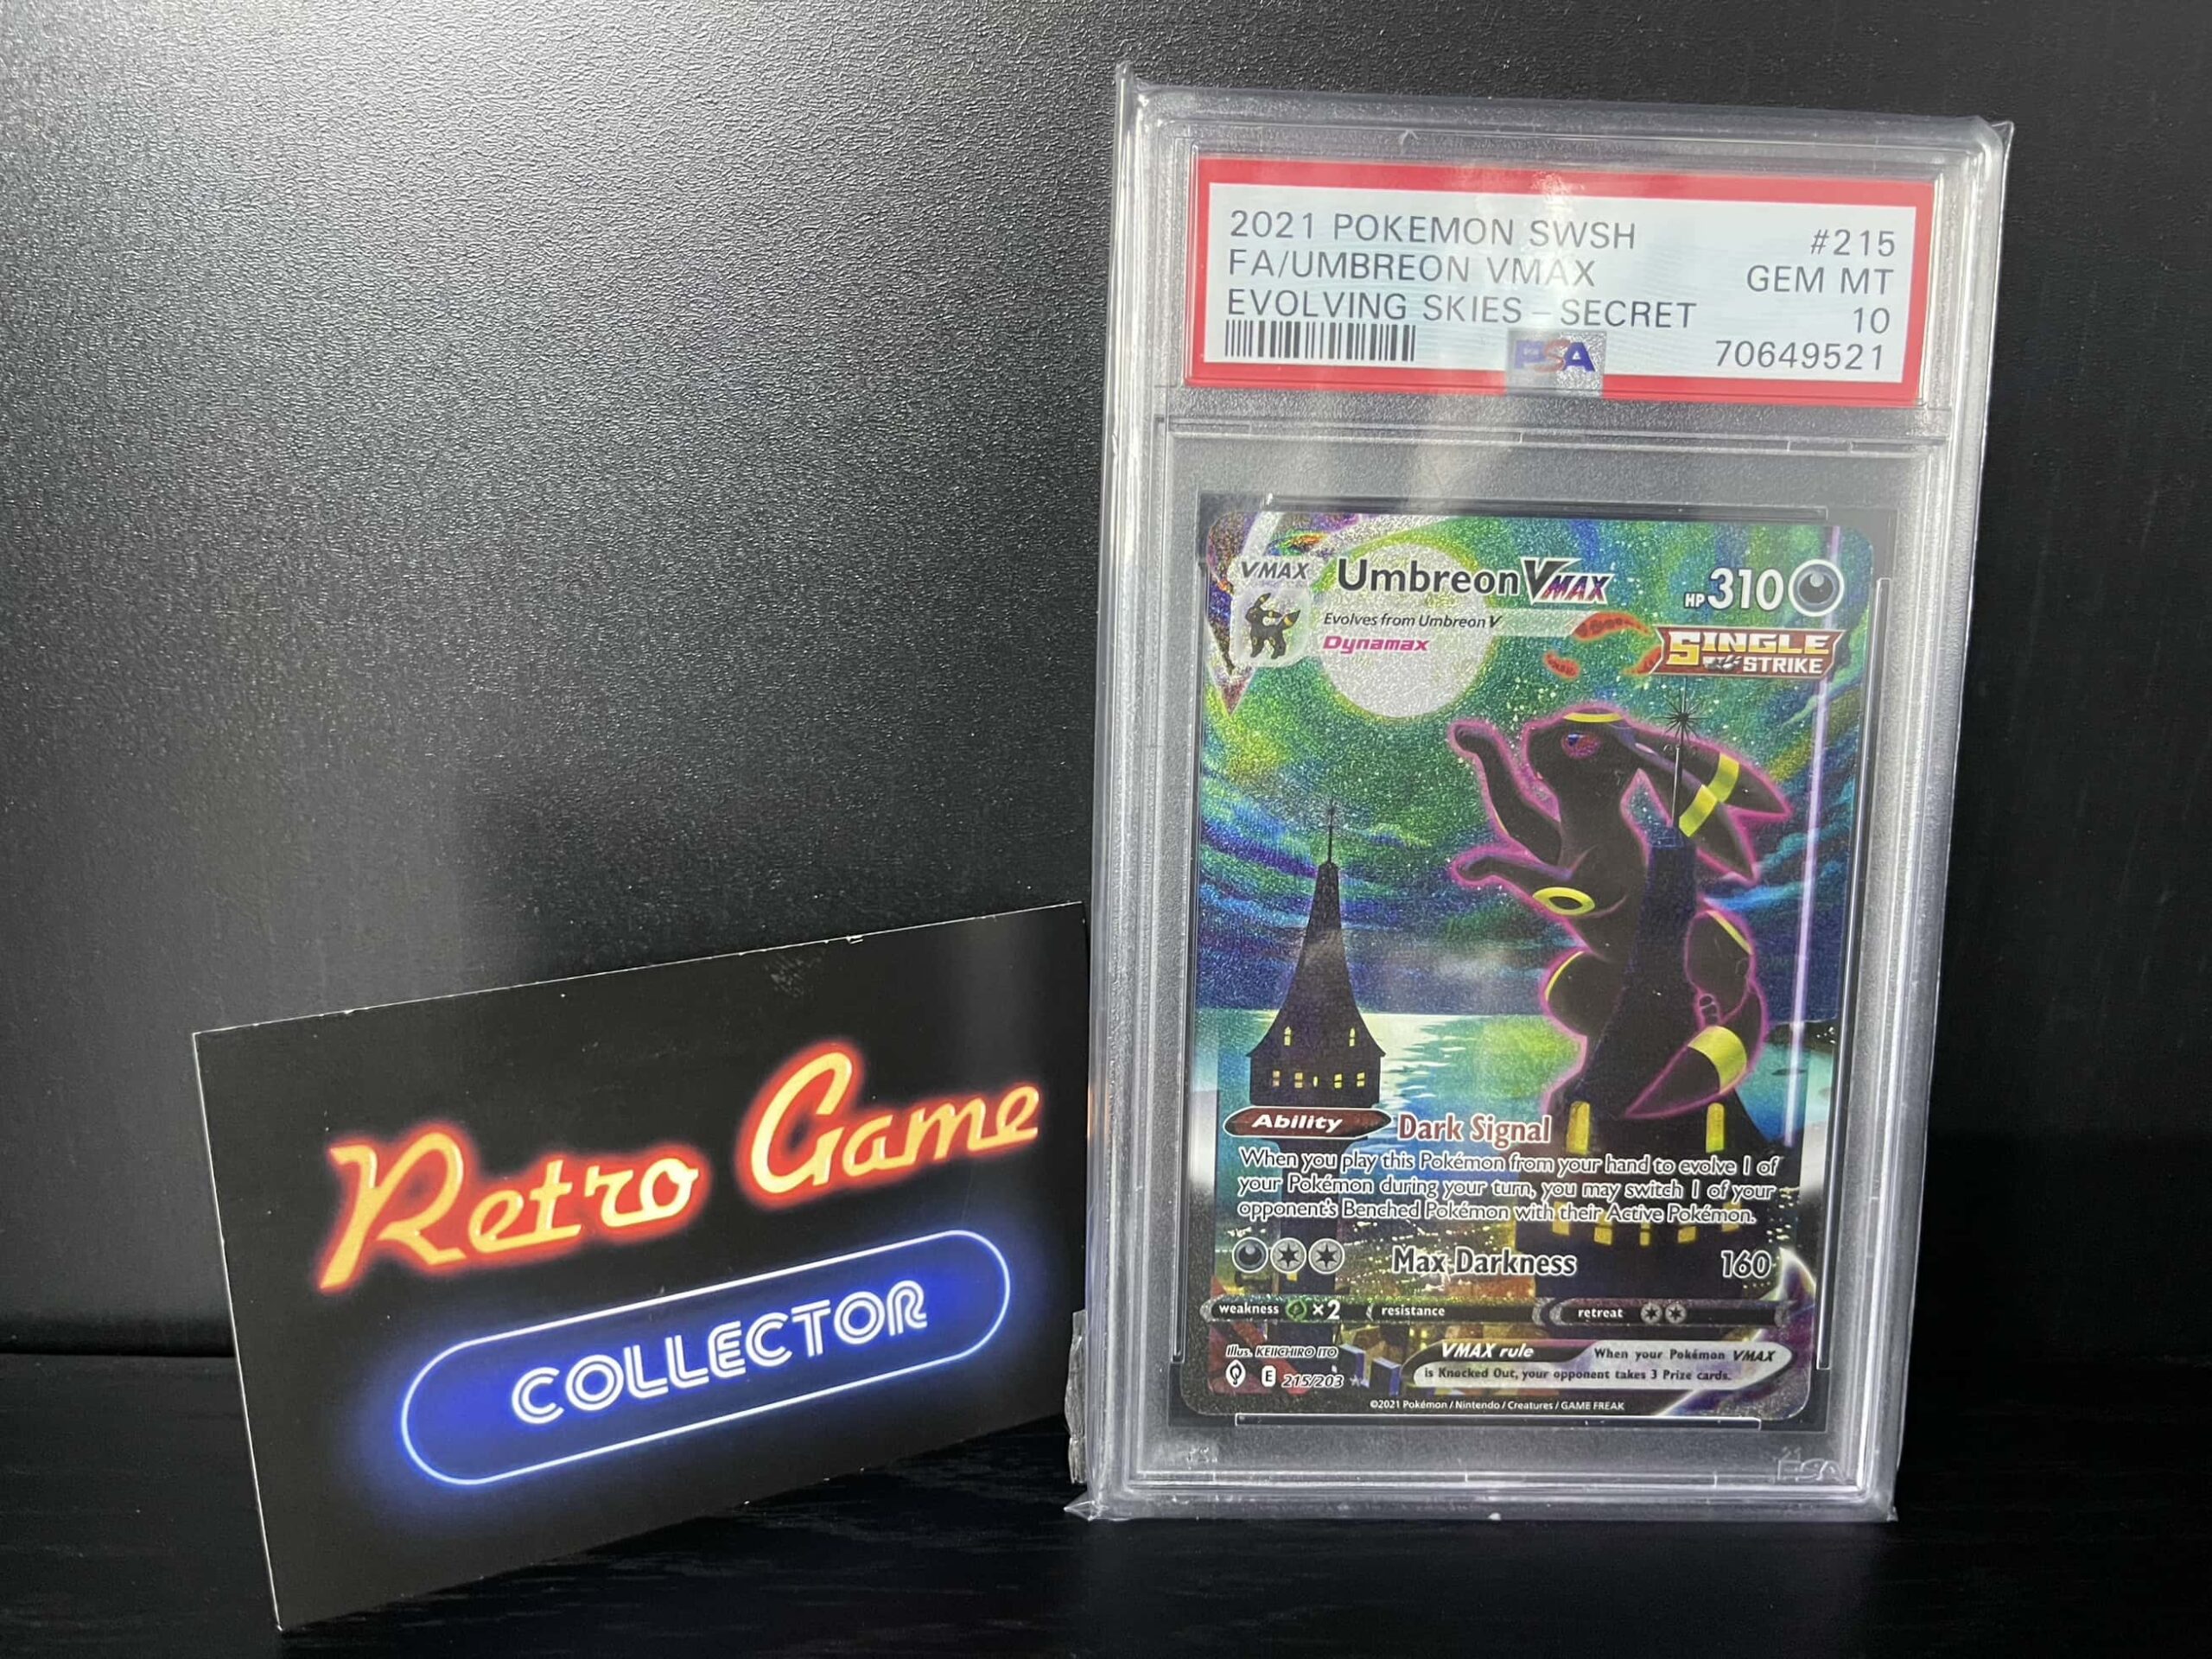 2021 POKEMON SWSH #215
FA/UMBREON VMAX GEM MT
EVOLVING SKIES - SECRET 10
PSA 70649521
VMAX Umbreon VMAX HP 310
Evolves from Umbreon V
Dynamax
SINGLE
STRIKE
Ability Dark Signal
When you play this Pokémon from your hand to evolve 1 of
your Pokémon during your turn, you may switch 1 of your
opponent's Benched Pokémon with their Active Pokémon.
Max Darkness 160
weakness ×2 resistance retreat
Illus. KEIICHIRO ITO
VMAX rule When your Pokémon VMAX
is Knocked Out, your opponent takes 3 Prize cards.
E 215/203
©2021 Pokémon / Nintendo / Creatures / GAME FREAK
Retro Game
COLLECTOR